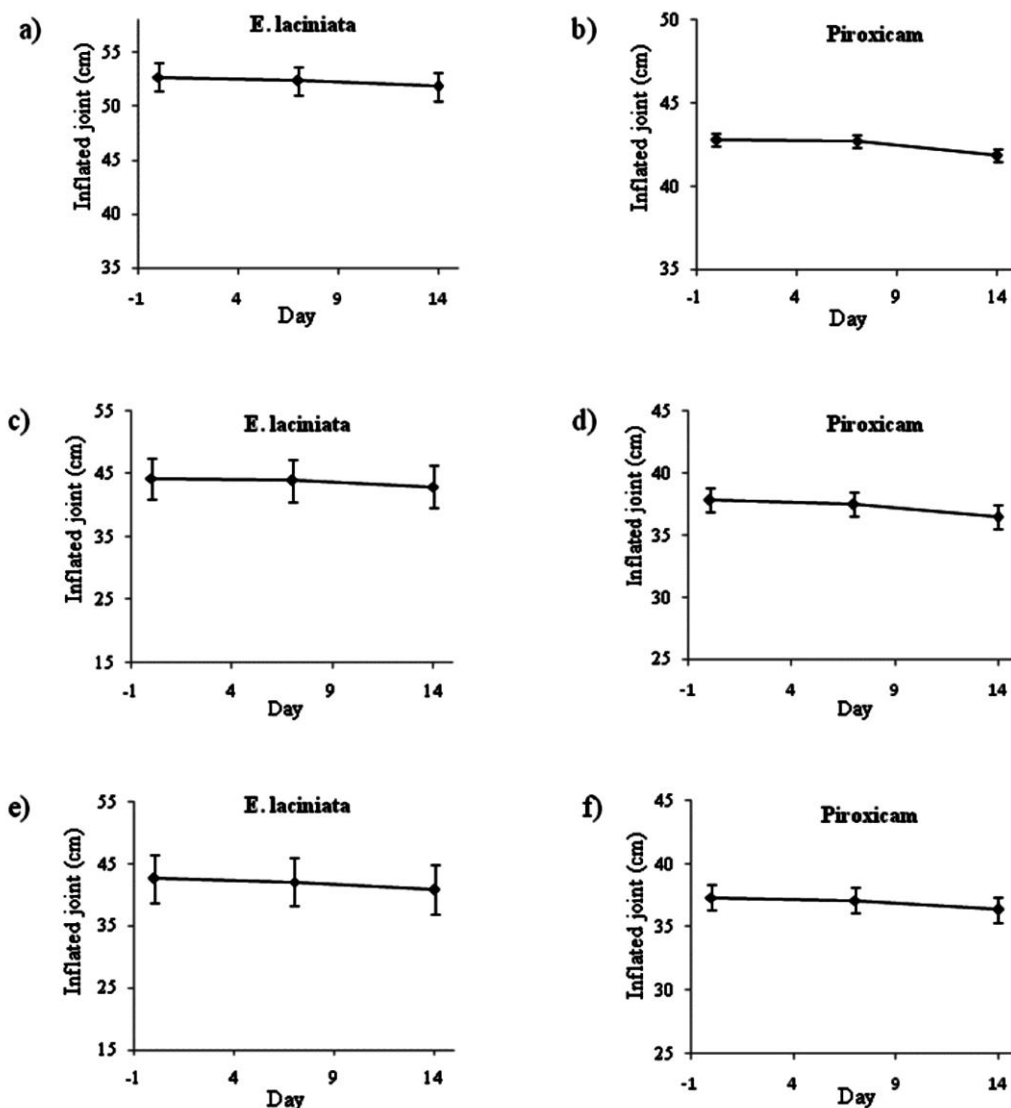 a)
E. laciniata
Inflated joint (cm)
55
50
45
40
35
-1 4 9 14
Day
b)
Piroxicam
Inflated joint (cm)
50
45
40
35
-1 4 9 14
Day
c)
E. laciniata
Inflated joint (cm)
55
45
35
25
15
-1 4 9 14
Day
d)
Piroxicam
Inflated joint (cm)
45
40
35
30
25
-1 4 9 14
Day
e)
E. laciniata
Inflated joint (cm)
55
45
35
25
15
-1 4 9 14
Day
f)
Piroxicam
Inflated joint (cm)
45
40
35
30
25
-1 4 9 14
Day